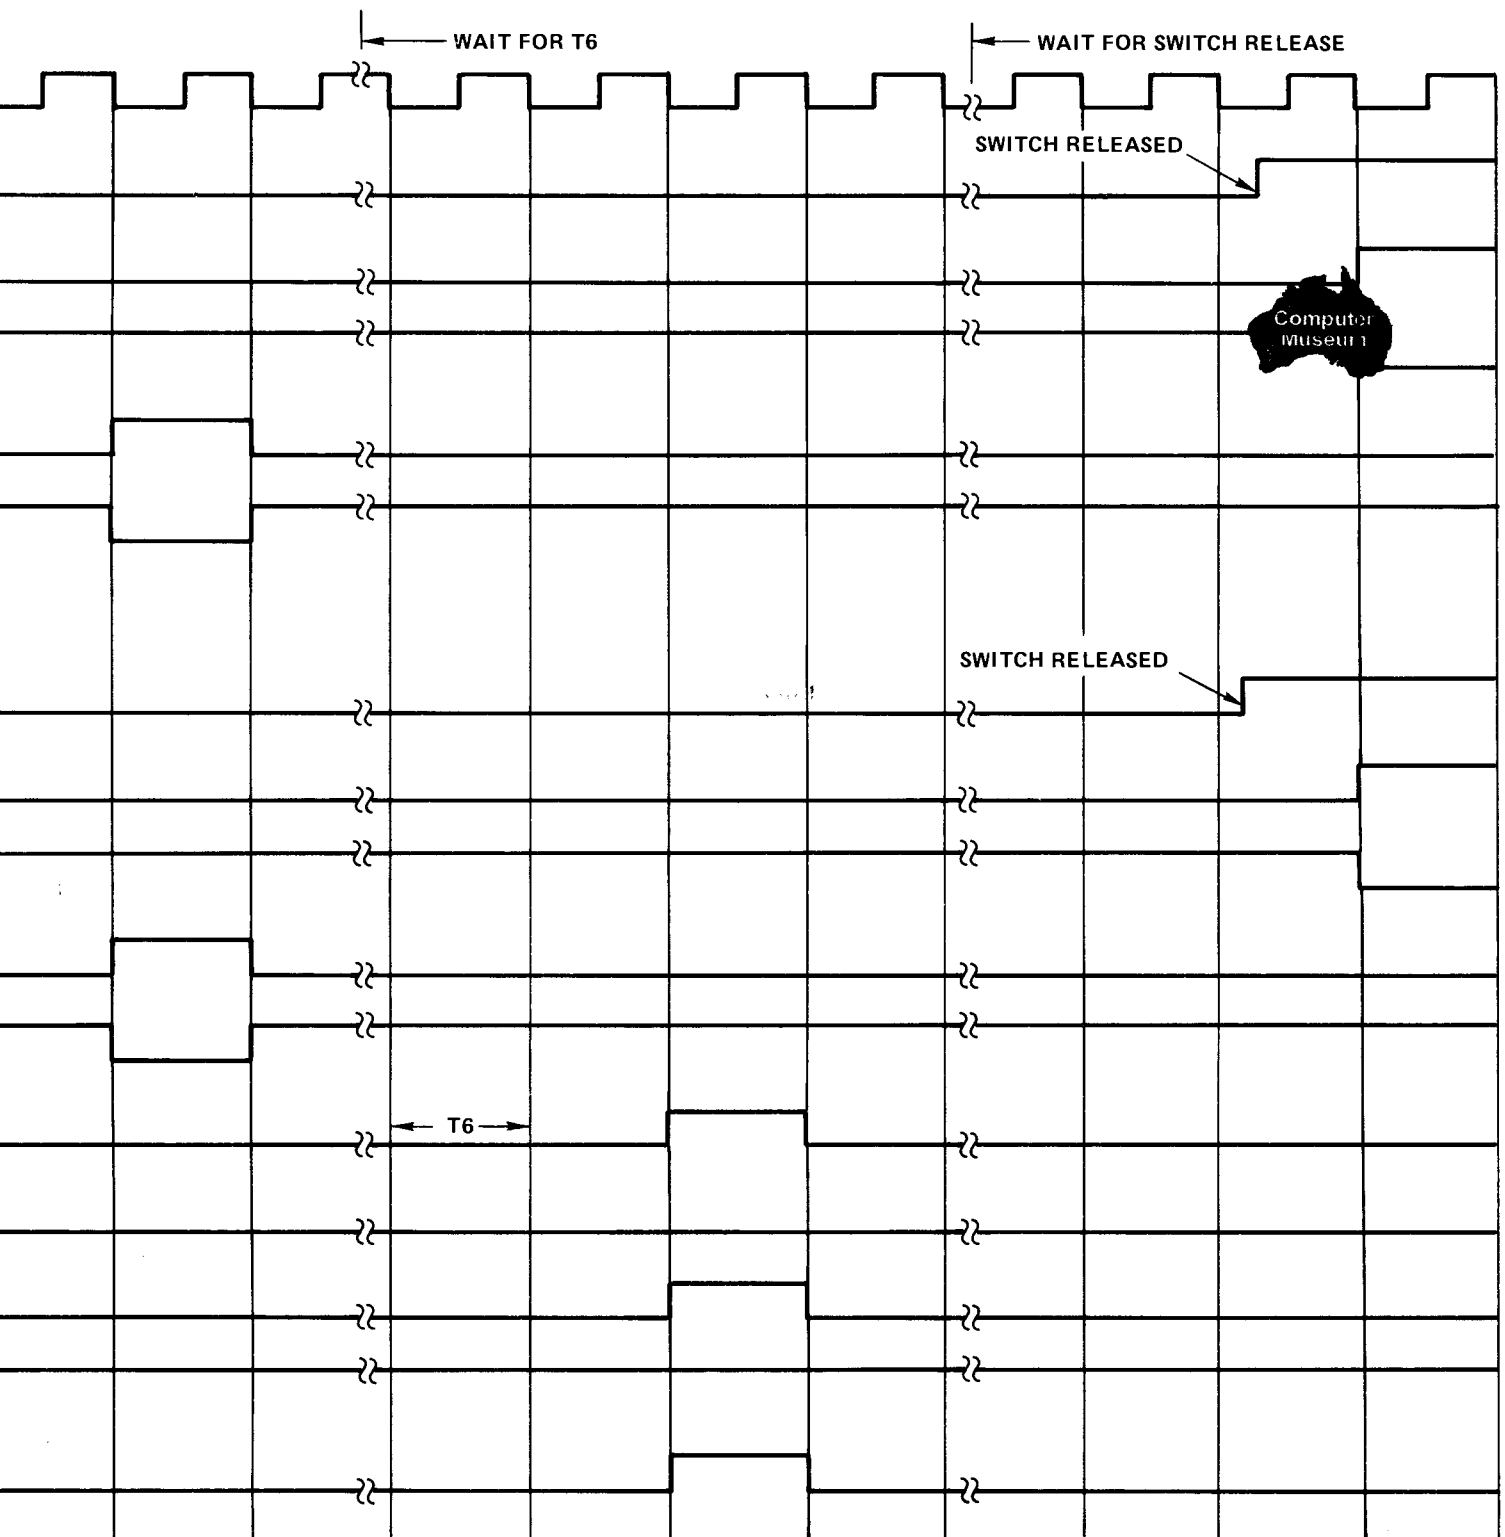 WAIT FOR T6
WAIT FOR SWITCH RELEASE
SWITCH RELEASED
Computer
Museum
SWITCH RELEASED
T6